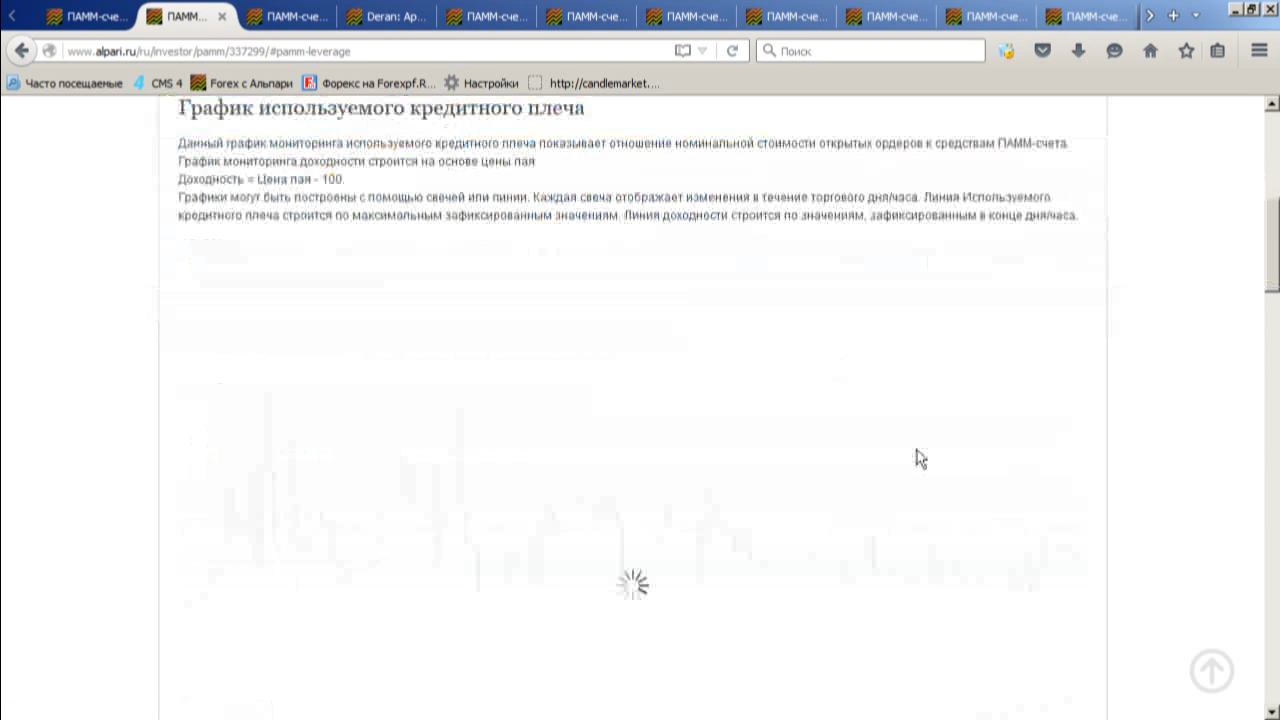 ПАММ-сче... ПАММ... ПАММ-сче... Deran: Ap... ПАММ-сче... ПАММ-сче... ПАММ-сче... ПАММ-сче... ПАММ-сче... ПАММ-сче... ПАММ-сче...
www.alpari.ru/ru/investor/pamm/337299/#pamm-leverage Поиск
Часто посещаемые CMS 4 Forex с Альпари Форекс на Forexpf.R... Настройки http://candlemarket....
График используемого кредитного плеча
Данный график мониторинга используемого кредитного плеча показывает отношение номинальной стоимости открытых ордеров к средствам ПАММ-счета.
График мониторинга доходности строится на основе цены пая
Доходность = Цена пая - 100.
Графики могут быть построены с помощью свечей или линии. Каждая свеча отображает изменения в течение торгового дня/часа. Линия Используемого
кредитного плеча строится по максимальным зафиксированным значениям. Линия доходности строится по значениям, зафиксированным в конце дня/часа.